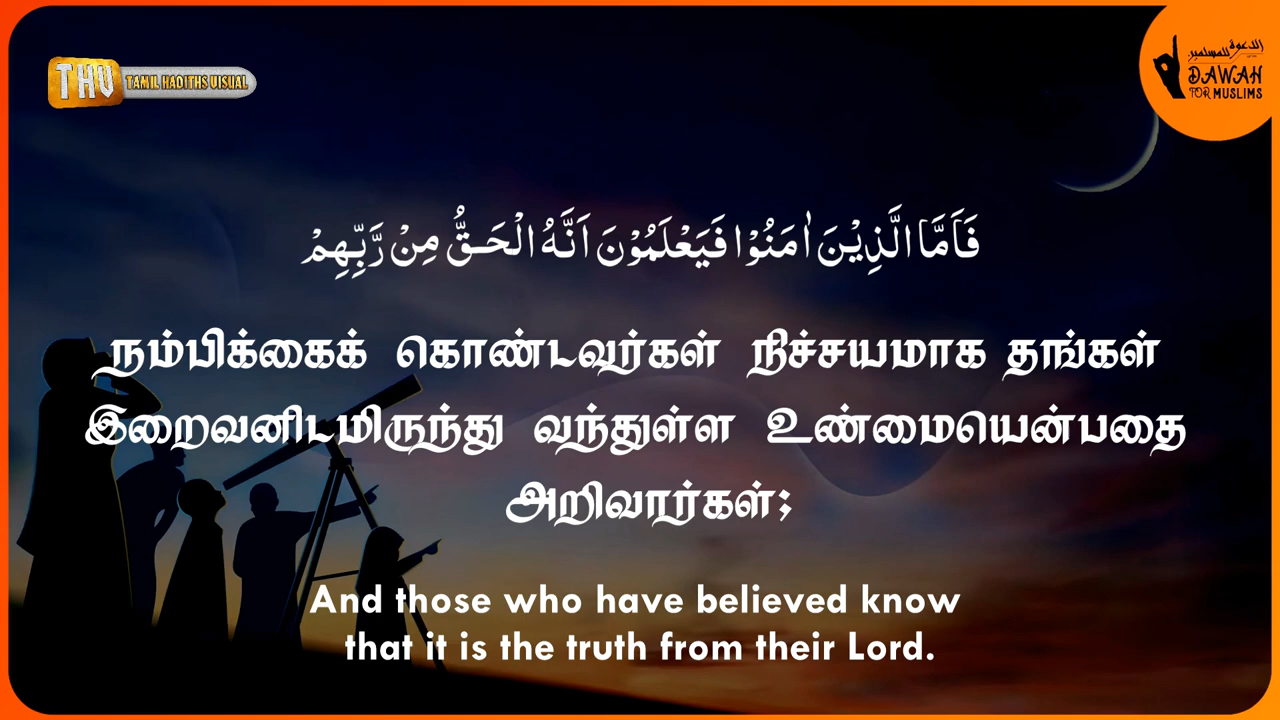 THV
TAMIL HADITHS VISUAL
الدعوة للمسلمين
DAWAH
FOR MUSLIMS
فَاَمَّا الَّذِيْنَ اٰمَنُوْا فَيَعْلَمُوْنَ اَنَّهُ الْحَـقُّ مِنْ رَّبِّهِمْ
நம்பிக்கைக் கொண்டவர்கள் நிச்சயமாக தங்கள்
இறைவனிடமிருந்து வந்துள்ள உண்மையென்பதை
அறிவார்கள்;
And those who have believed know
that it is the truth from their Lord.